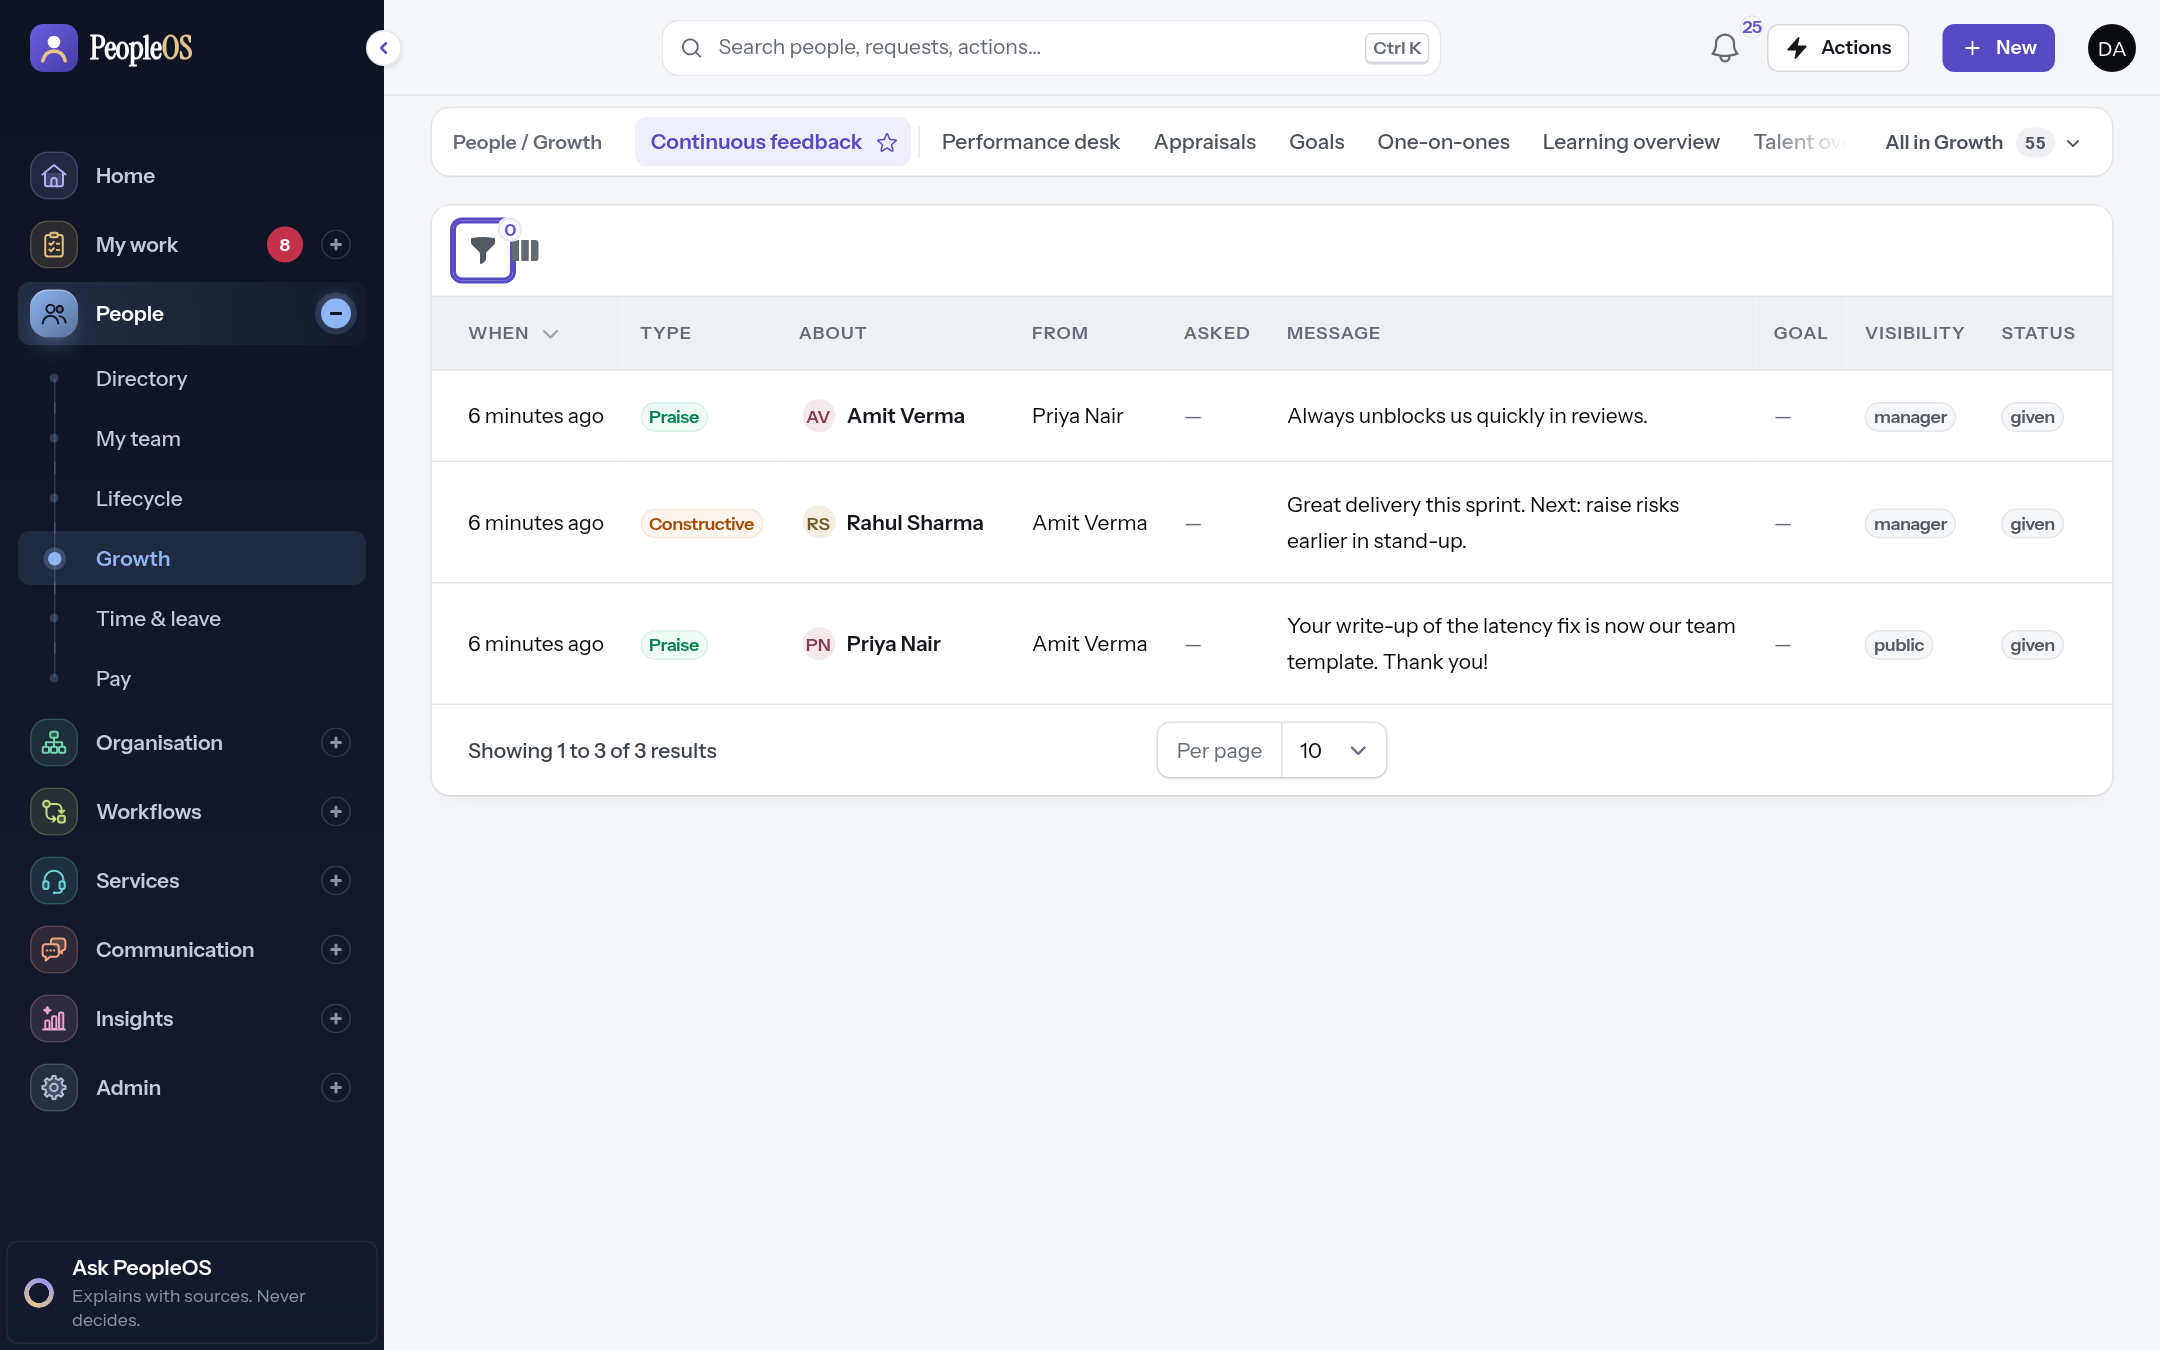 PeopleOS
Search people, requests, actions...
Ctrl K
25
Actions
New
DA
Home
My work
8
People
Directory
My team
Lifecycle
Growth
Time & leave
Pay
Organisation
Workflows
Services
Communication
Insights
Admin
Ask PeopleOS
Explains with sources. Never
decides.
People / Growth
Continuous feedback
Performance desk
Appraisals
Goals
One-on-ones
Learning overview
Talent ov
All in Growth
55
0
WHEN TYPE ABOUT FROM ASKED MESSAGE GOAL VISIBILITY STATUS
6 minutes ago Praise AV Amit Verma Priya Nair — Always unblocks us quickly in reviews. — manager given
6 minutes ago Constructive RS Rahul Sharma Amit Verma — Great delivery this sprint. Next: raise risks
earlier in stand-up. — manager given
6 minutes ago Praise PN Priya Nair Amit Verma — Your write-up of the latency fix is now our team
template. Thank you! — public given
Showing 1 to 3 of 3 results
Per page 10